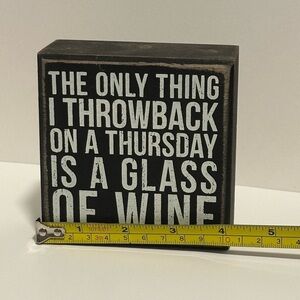 THE ONLY THING
I THROWBACK
ON A THURSDAY
IS A GLASS
OF WINE
1 2 3 4 5